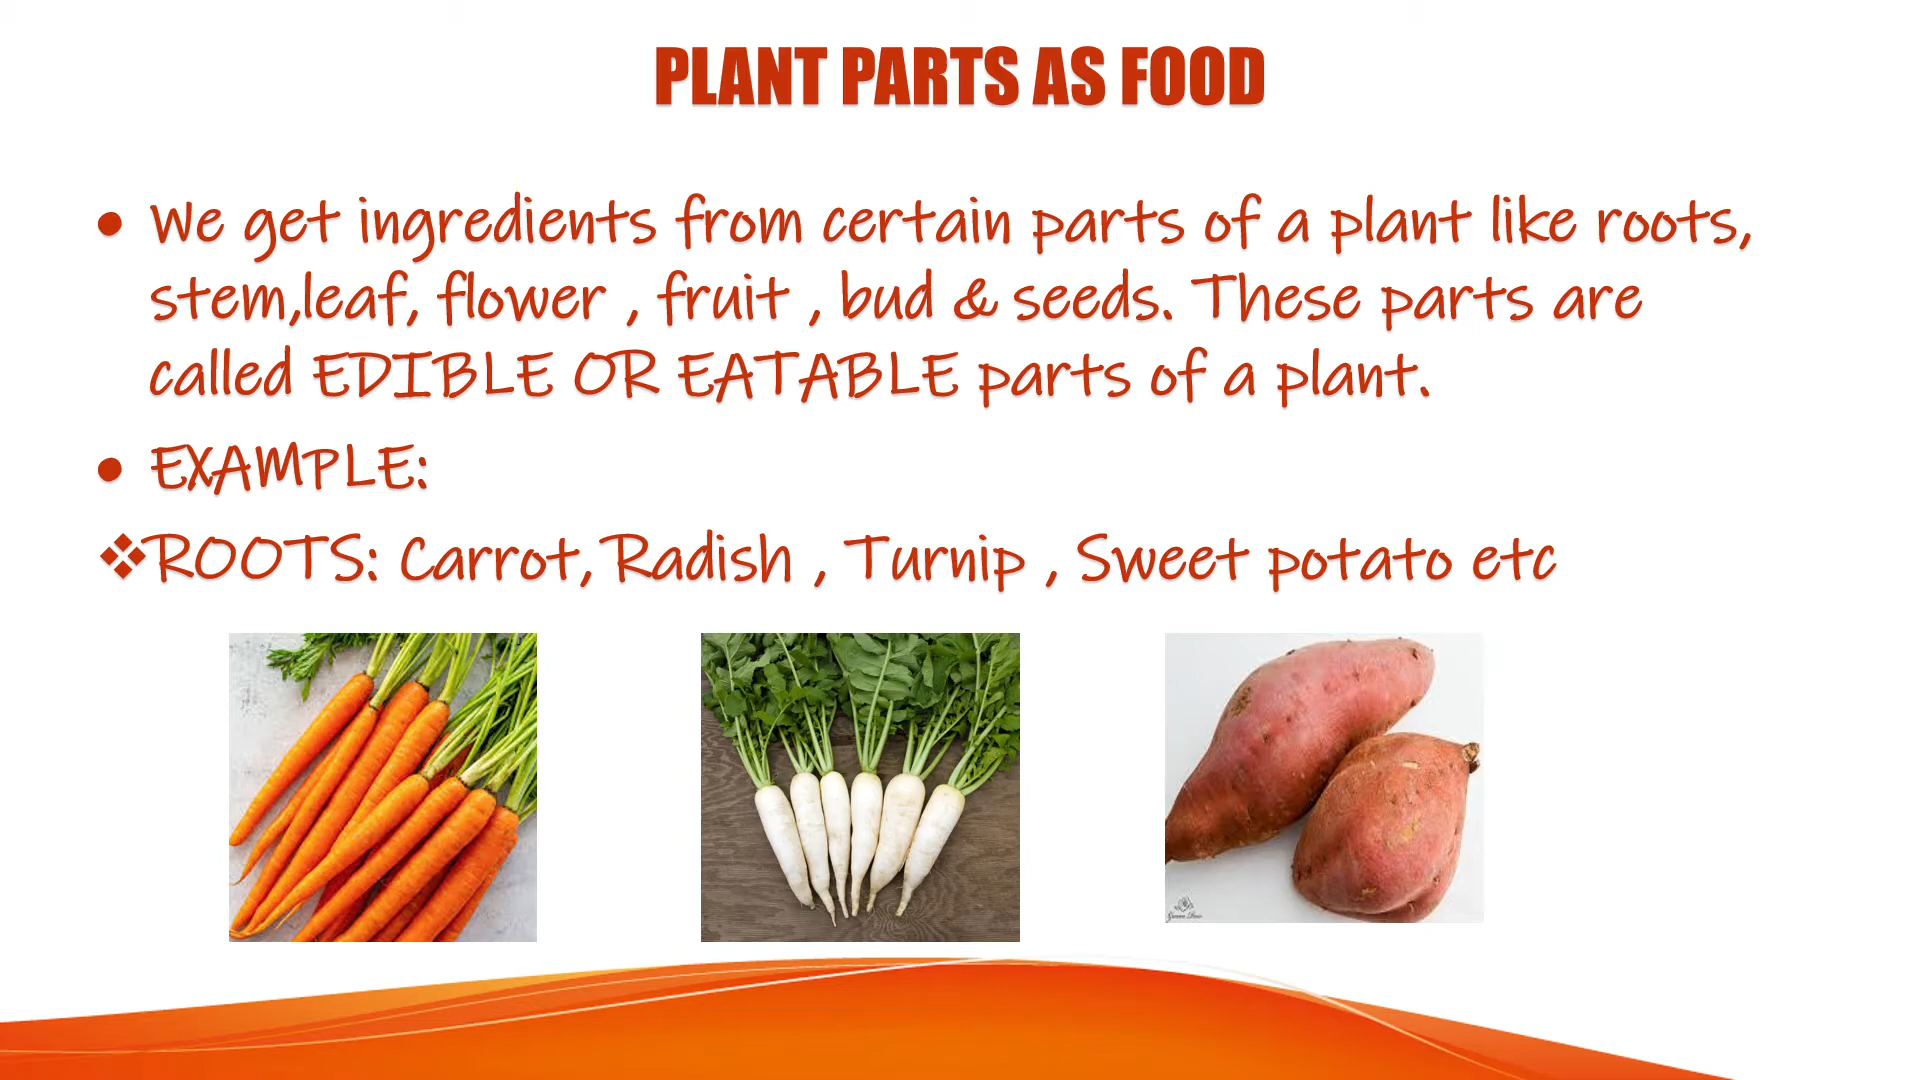 PLANT PARTS AS FOOD
• We get ingredients from certain parts of a plant like roots,
stem,leaf, flower , fruit , bud & seeds. These parts are
called EDIBLE OR EATABLE parts of a plant.
• EXAMPLE:
❖ROOTS: Carrot, Radish , Turnip , Sweet potato etc